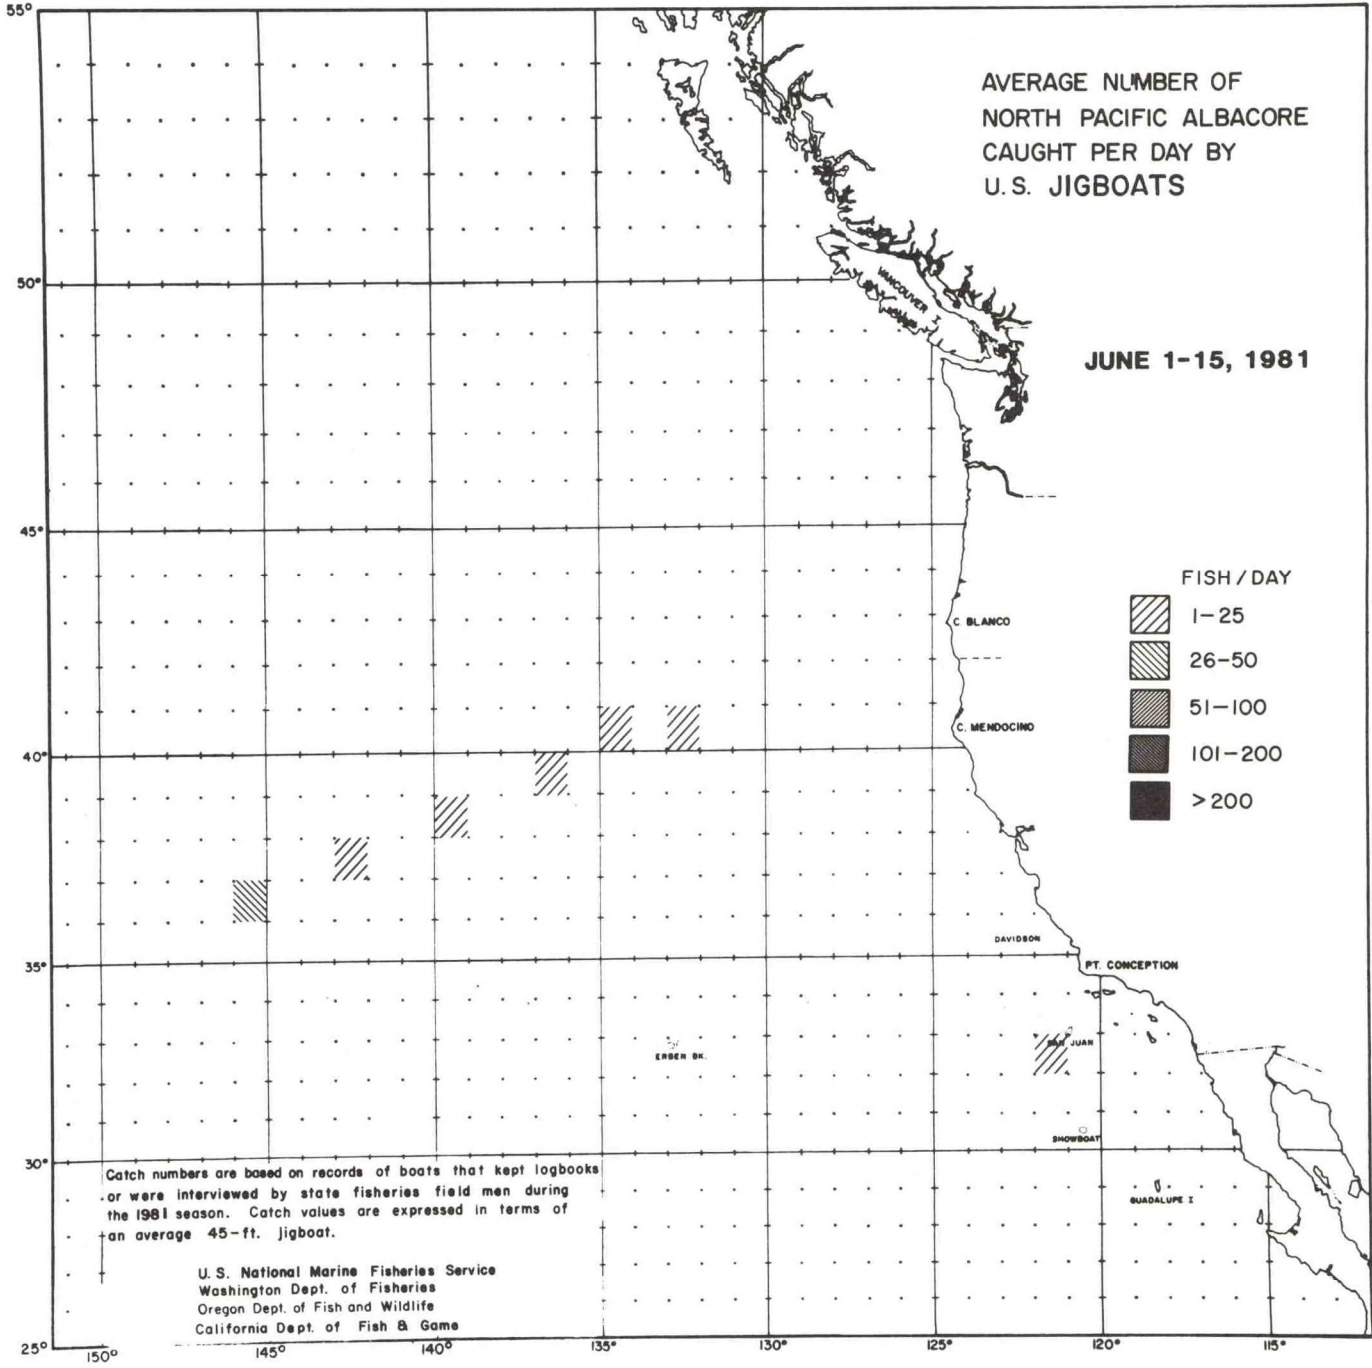 55°
AVERAGE NUMBER OF
NORTH PACIFIC ALBACORE
CAUGHT PER DAY BY
U.S. JIGBOATS
50°
VANCOUVER I.
JUNE 1-15, 1981
45°
FISH/DAY
1-25
C. BLANCO
26-50
51-100
C. MENDOCINO
40°
101-200
>200
DAVIDSON
35°
PT. CONCEPTION
SAN JUAN
ERBEN BK.
SHOWBOAT
30°
Catch numbers are based on records of boats that kept logbooks
or were interviewed by state fisheries field men during
the 1981 season. Catch values are expressed in terms of
an average 45-ft. jigboat.
GUADALUPE I
U.S. National Marine Fisheries Service
Washington Dept. of Fisheries
Oregon Dept. of Fish and Wildlife
California Dept. of Fish & Game
25°
150°
145°
140°
135°
130°
125°
120°
115°